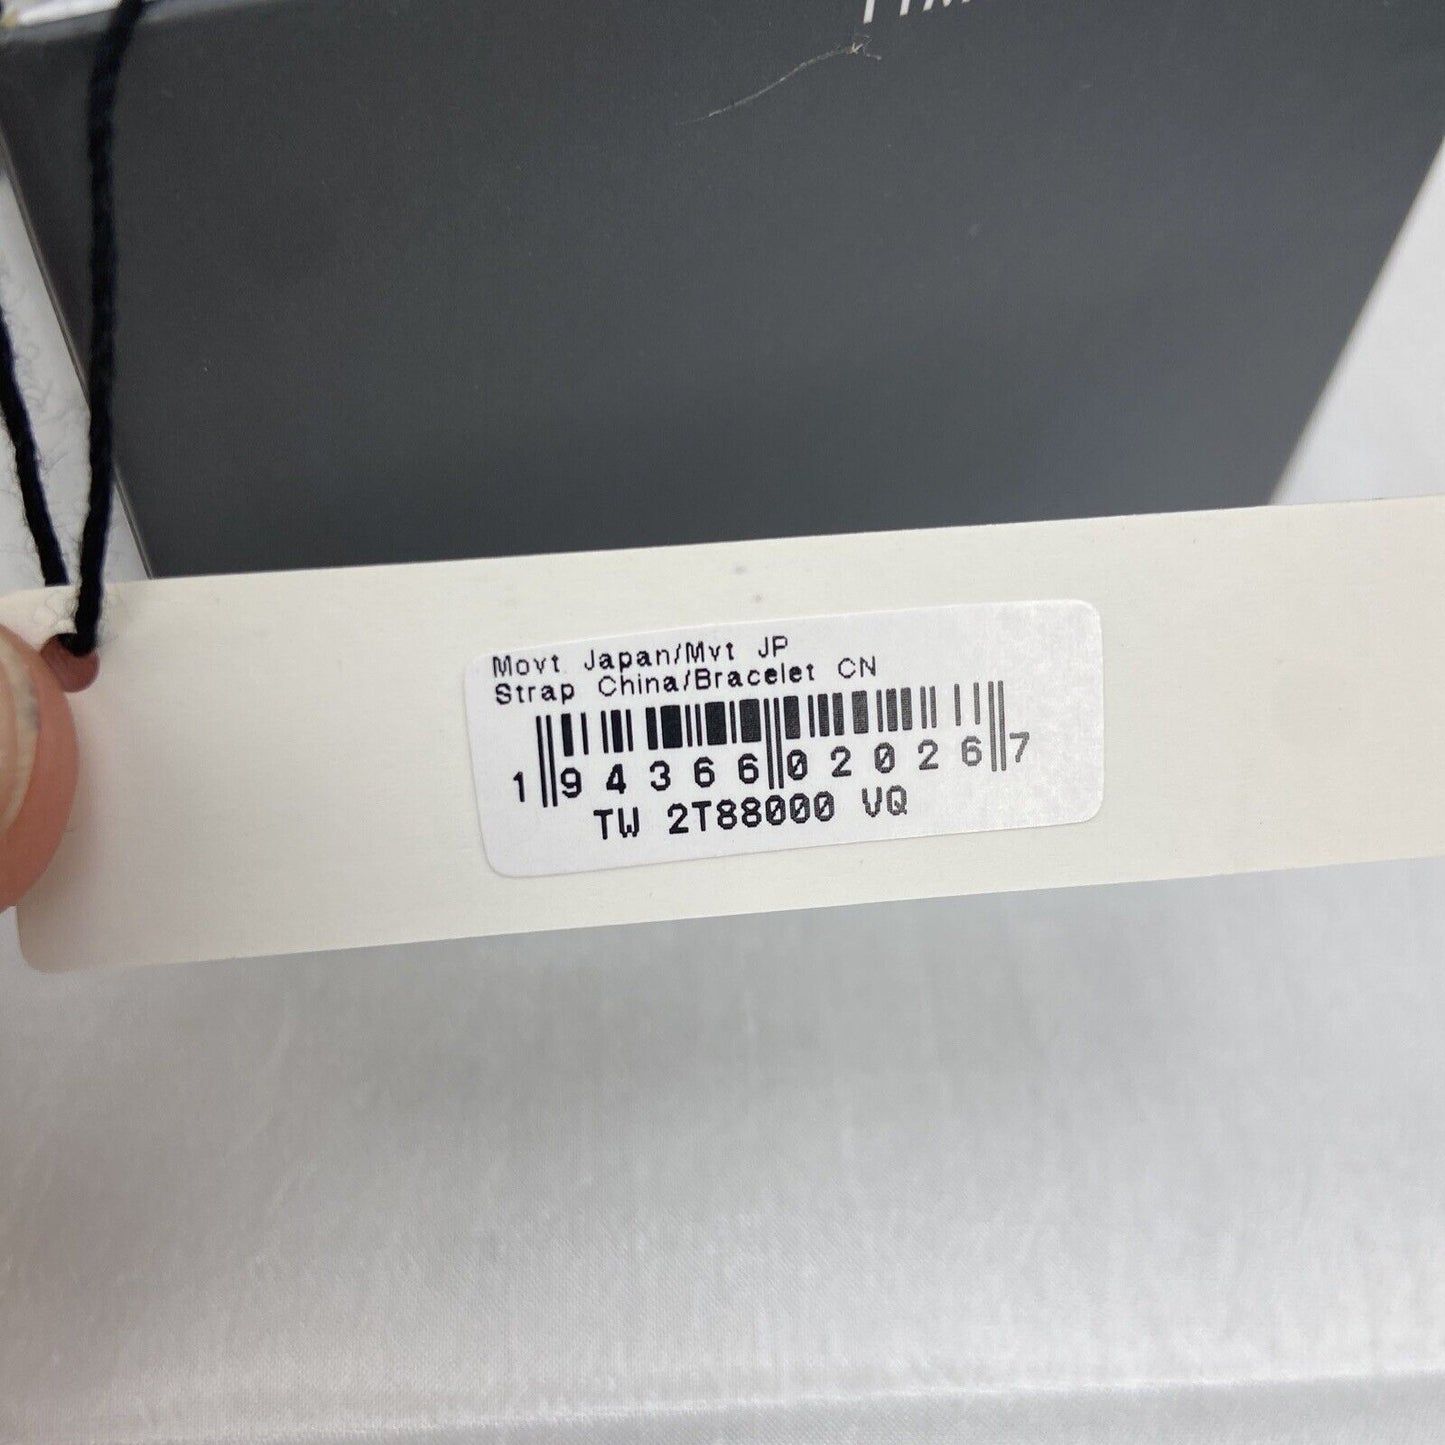 Movt Japan/Mvt JP
Strap China/Bracelet CN
1 94366 02026 7
TW 2T88000 VQ